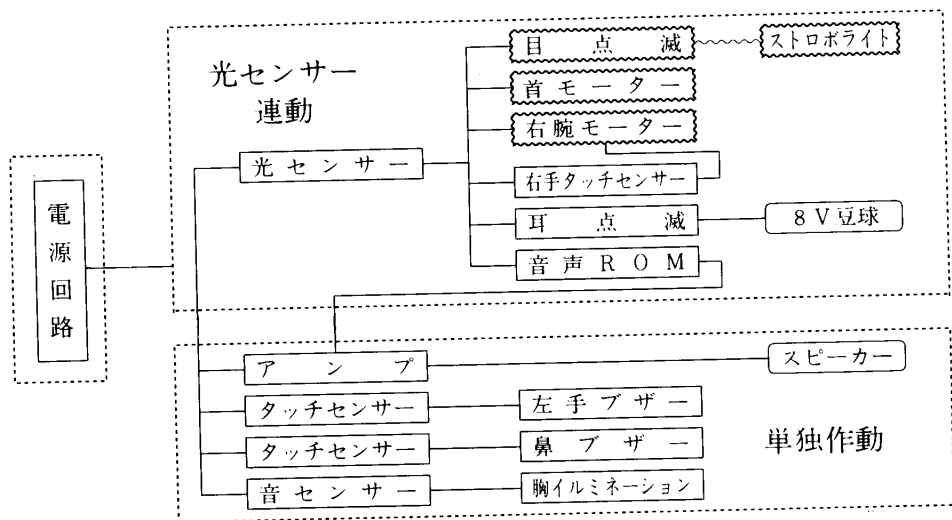 電源回路
光センサー
連動
光センサー
目点滅
ストロボライト
首モーター
右腕モーター
右手タッチセンサー
耳点滅
8V豆球
音声ROM
アンプ
スピーカー
タッチセンサー
左手ブザー
タッチセンサー
鼻ブザー
単独作動
音センサー
胸イルミネーション